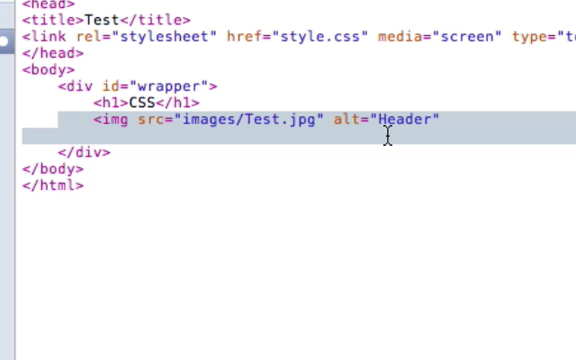 <head>
<title>Test</title>
<link rel="stylesheet" href="style.css" media="screen" type="t
</head>
<body>
<div id="wrapper">
<h1>CSS</h1>
<img src="images/Test.jpg" alt="Header"
</div>
</body>
</html>